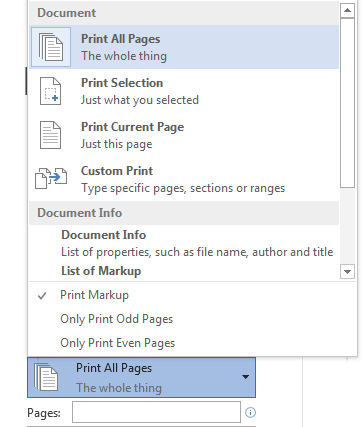 Document
Print All Pages
The whole thing
Print Selection
Just what you selected
Print Current Page
Just this page
Custom Print
Type specific pages, sections or ranges
Document Info
Document Info
List of properties, such as file name, author and title
List of Markup
Print Markup
Only Print Odd Pages
Only Print Even Pages
Print All Pages
The whole thing
Pages: